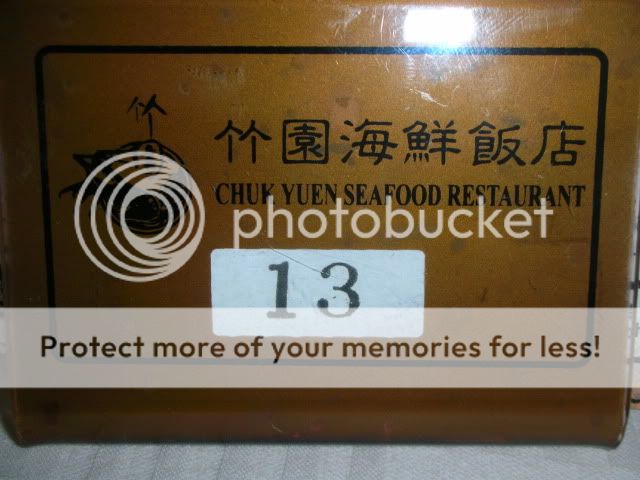 竹
竹園海鮮飯店
CHUK YUEN SEAFOOD RESTAURANT
photobucket
13
Protect more of your memories for less!